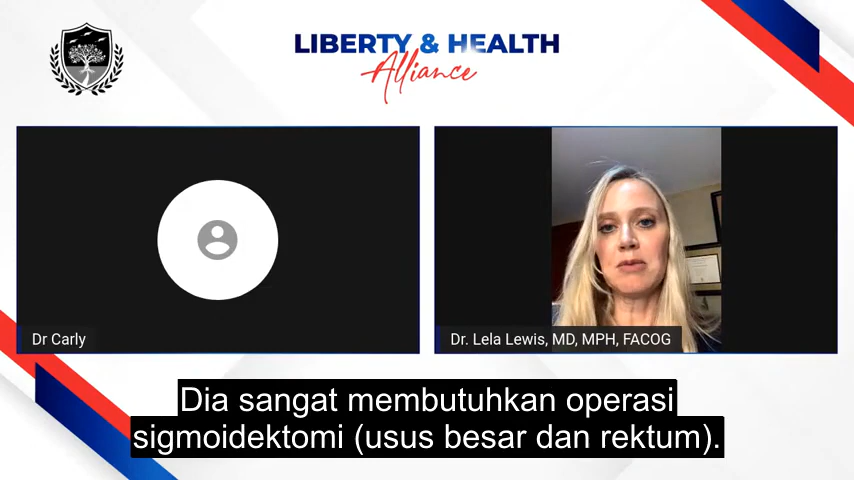 LIBERTY & HEALTH
Alliance
Dr Carly
Dr. Lela Lewis, MD, MPH, FACOG
Dia sangat membutuhkan operasi
sigmoidektomi (usus besar dan rektum).